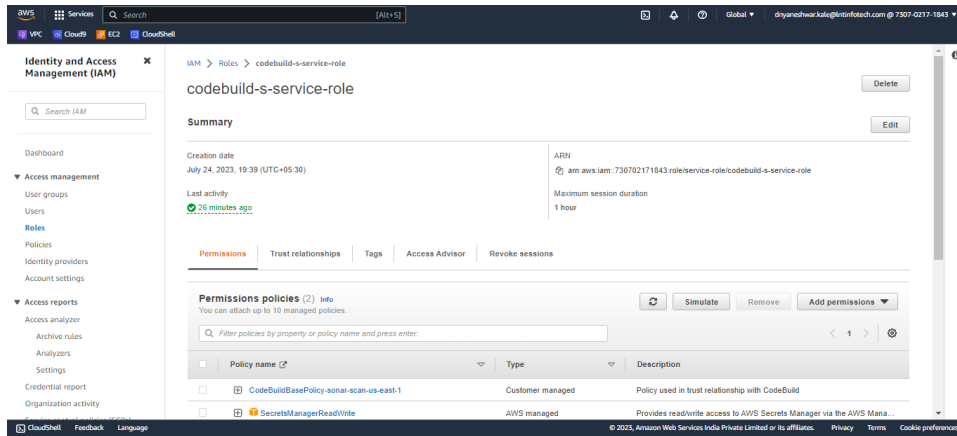 aws
Services
Search
[Alt+S]
Global
dnyaneshwar.kale@lntinfotech.com @ 7307-0217-1843
VPC
Cloud9
EC2
CloudShell
Identity and Access
Management (IAM)
Search IAM
Dashboard
Access management
User groups
Users
Roles
Policies
Identity providers
Account settings
Access reports
Access analyzer
Archive rules
Analyzers
Settings
Credential report
Organization activity
IAM > Roles > codebuild-s-service-role
codebuild-s-service-role
Delete
Summary
Edit
Creation date
July 24, 2023, 19:39 (UTC+05:30)
ARN
arn:aws:iam::730702171843:role/service-role/codebuild-s-service-role
Last activity
26 minutes ago
Maximum session duration
1 hour
Permissions
Trust relationships
Tags
Access Advisor
Revoke sessions
Permissions policies (2) Info
You can attach up to 10 managed policies.
Simulate
Remove
Add permissions
Filter policies by property or policy name and press enter.
1
Policy name
Type
Description
CodeBuildBasePolicy-sonar-scan-us-east-1
Customer managed
Policy used in trust relationship with CodeBuild
SecretsManagerReadWrite
AWS managed
Provides read/write access to AWS Secrets Manager via the AWS Mana...
CloudShell
Feedback
Language
© 2023, Amazon Web Services India Private Limited or its affiliates.
Privacy
Terms
Cookie preferences